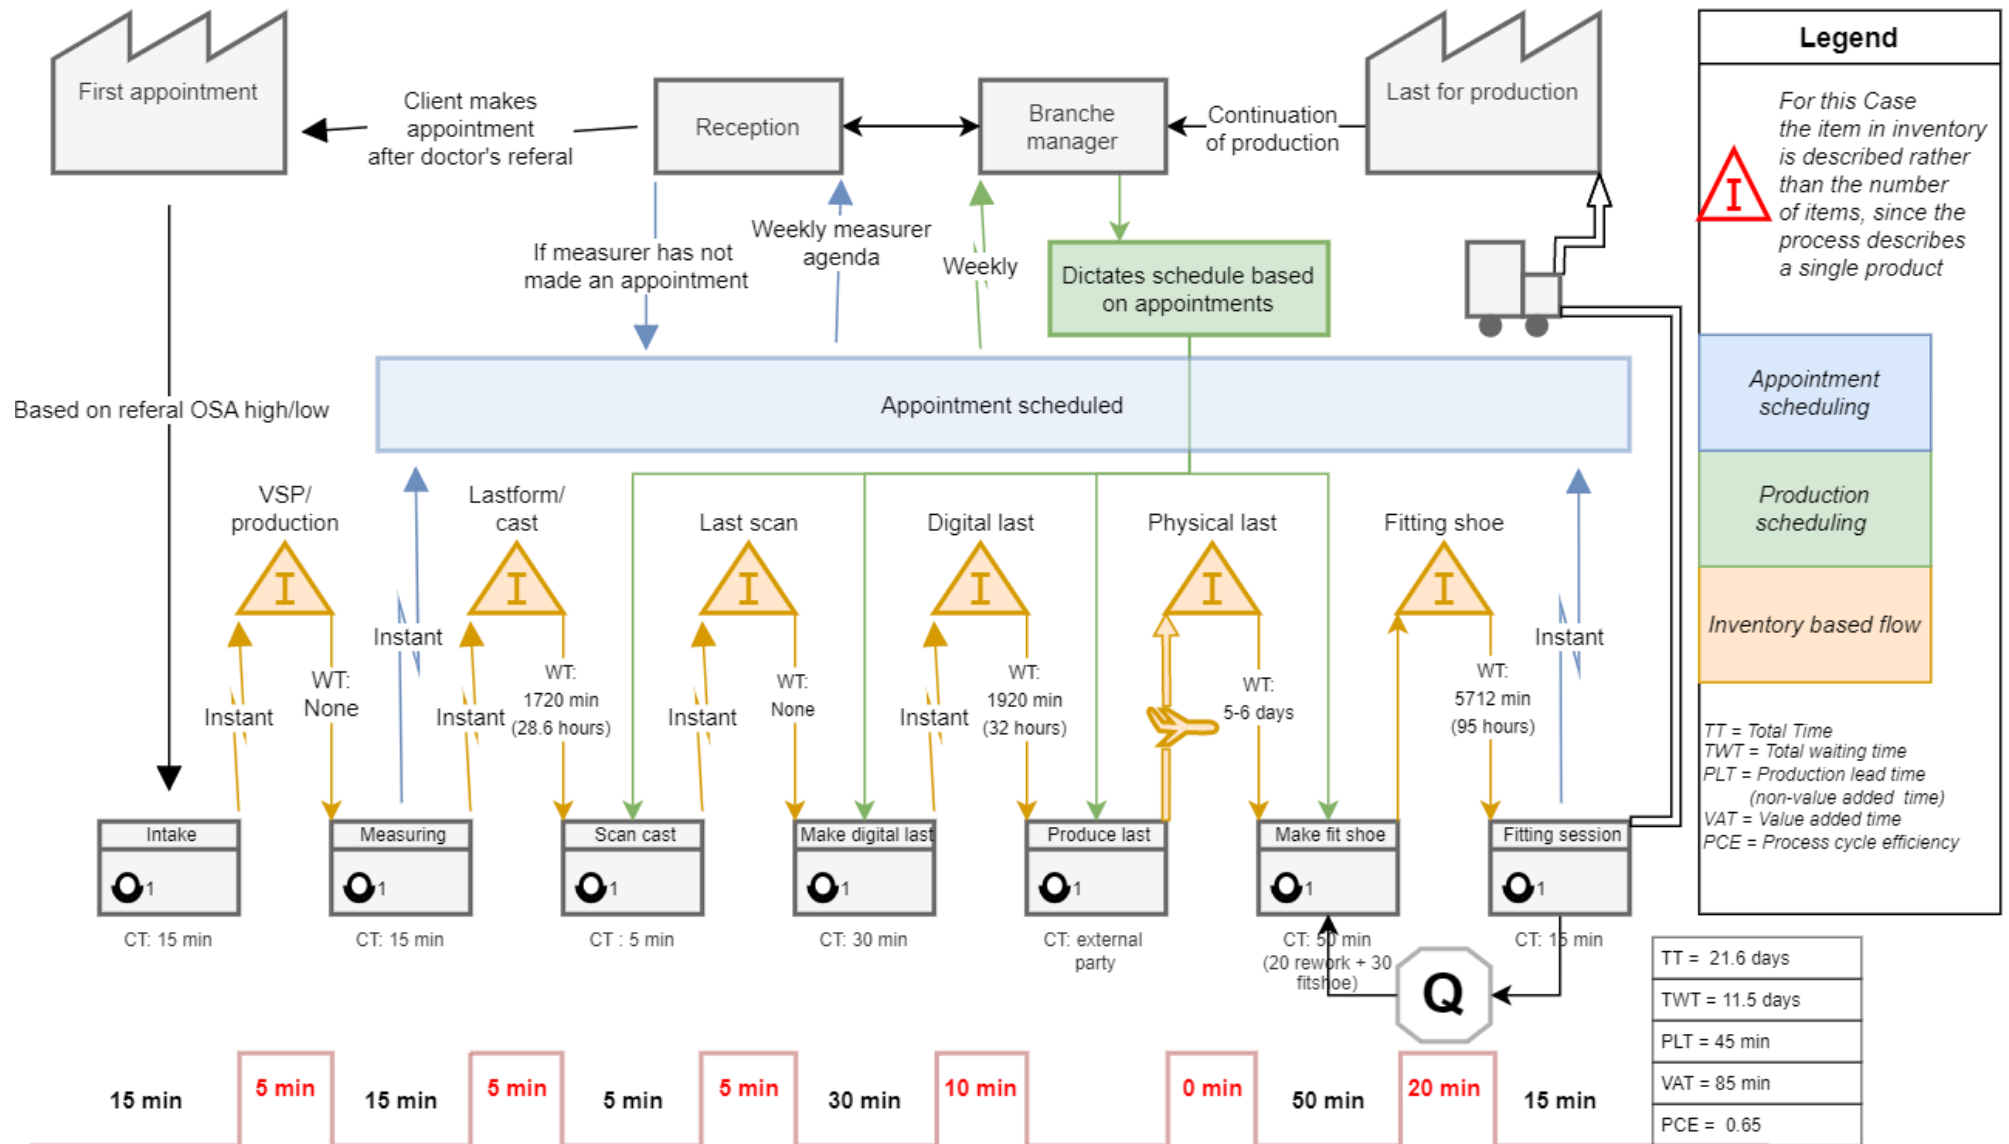 First appointment
Client makes
appointment
after doctor's referal
Reception
Branche
manager
Continuation
of production
Last for production
Legend
For this Case
the item in inventory
is described rather
than the number
of items, since the
process describes
a single product
I
If measurer has not
made an appointment
Weekly measurer
agenda
Weekly
Dictates schedule based
on appointments
Based on referal OSA high/low
Appointment scheduled
Appointment
scheduling
Production
scheduling
Inventory based flow
VSP/
production
Lastform/
cast
Last scan
Digital last
Physical last
Fitting shoe
I
I
I
I
I
I
Instant
WT:
None
Instant
Instant
WT:
1720 min
(28.6 hours)
Instant
WT:
None
Instant
WT:
1920 min
(32 hours)
WT:
5-6 days
WT:
5712 min
(95 hours)
Instant
TT = Total Time
TWT = Total waiting time
PLT = Production lead time
(non-value added time)
VAT = Value added time
PCE = Process cycle efficiency
Intake
1
CT: 15 min
Measuring
1
CT: 15 min
Scan cast
1
CT : 5 min
Make digital last
1
CT: 30 min
Produce last
1
CT: external
party
Make fit shoe
1
CT: 50 min
(20 rework + 30
fitshoe)
Fitting session
1
CT: 15 min
Q
TT = 21.6 days
TWT = 11.5 days
PLT = 45 min
VAT = 85 min
PCE = 0.65
15 min
5 min
15 min
5 min
5 min
5 min
30 min
10 min
0 min
50 min
20 min
15 min